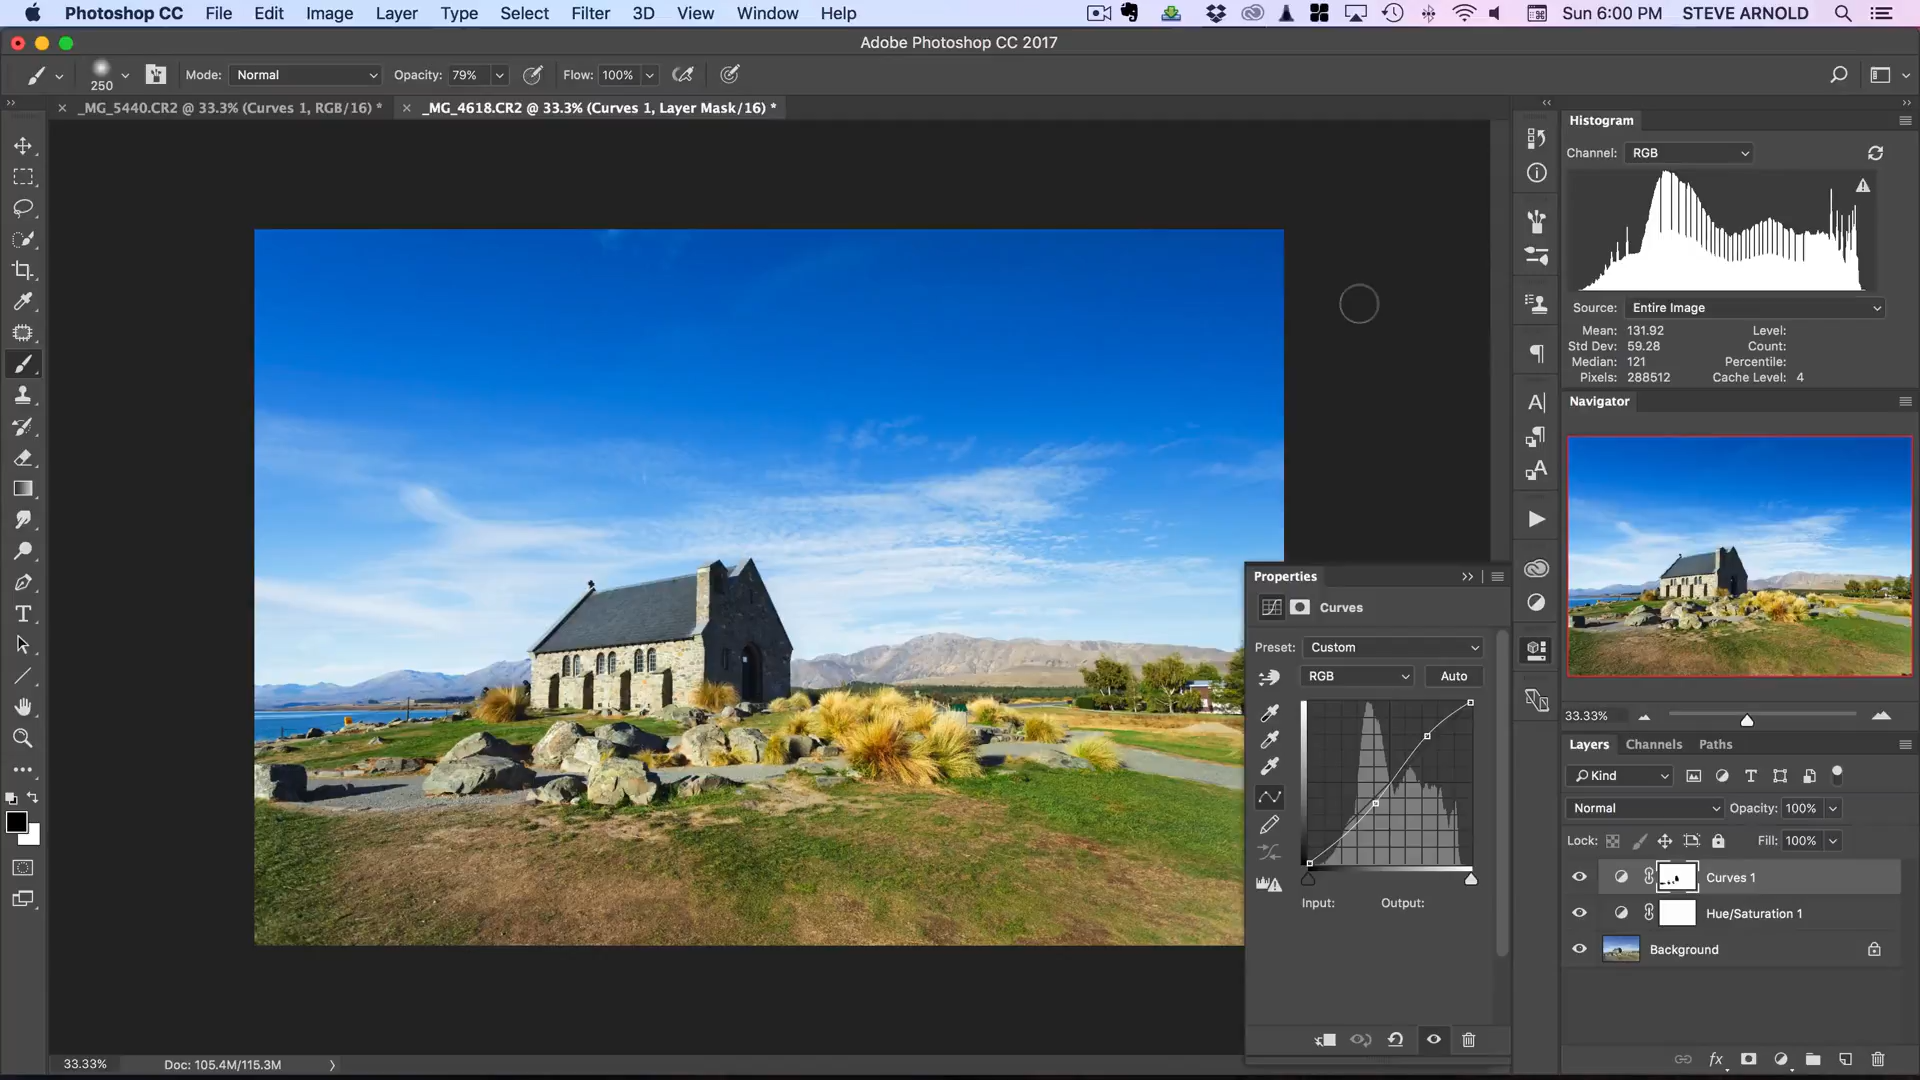 Photoshop CC File Edit Image Layer Type Select Filter 3D View Window Help Sun 6:00 PM STEVE ARNOLD
Adobe Photoshop CC 2017
250 Mode: Normal Opacity: 79% Flow: 100%
_MG_5440.CR2 @ 33.3% (Curves 1, RGB/16) * _MG_4618.CR2 @ 33.3% (Curves 1, Layer Mask/16) *
Histogram
Channel: RGB
Source: Entire Image
Mean: 131.92 Level:
Std Dev: 59.28 Count:
Median: 121 Percentile:
Pixels: 288512 Cache Level: 4
Navigator
33.33%
Properties
Curves
Preset: Custom
RGB Auto
Input: Output:
Layers Channels Paths
Kind
Normal Opacity: 100%
Lock: Fill: 100%
Curves 1
Hue/Saturation 1
Background
fx
33.33% Doc: 105.4M/115.3M